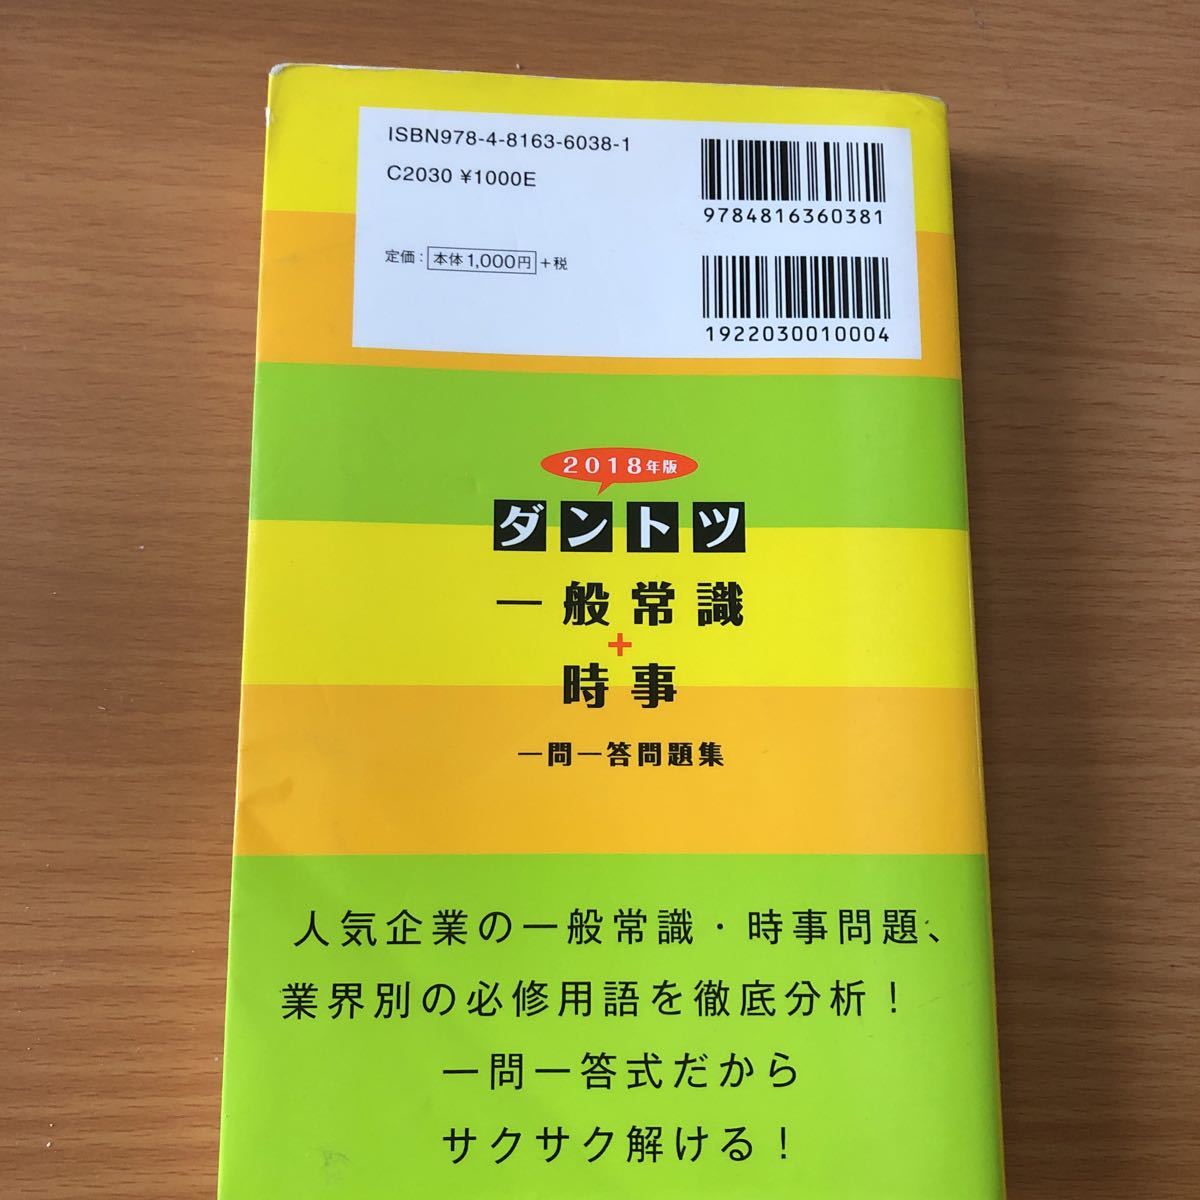 ISBN978-4-8163-6038-1
C2030 ¥1000E
定価：本体1,000円+税
9784816360381
1922030010004
2018年版
ダントツ
一般常識
+
時事
一問一答問題集
人気企業の一般常識・時事問題、
業界別の必修用語を徹底分析！
一問一答式だから
サクサク解ける！